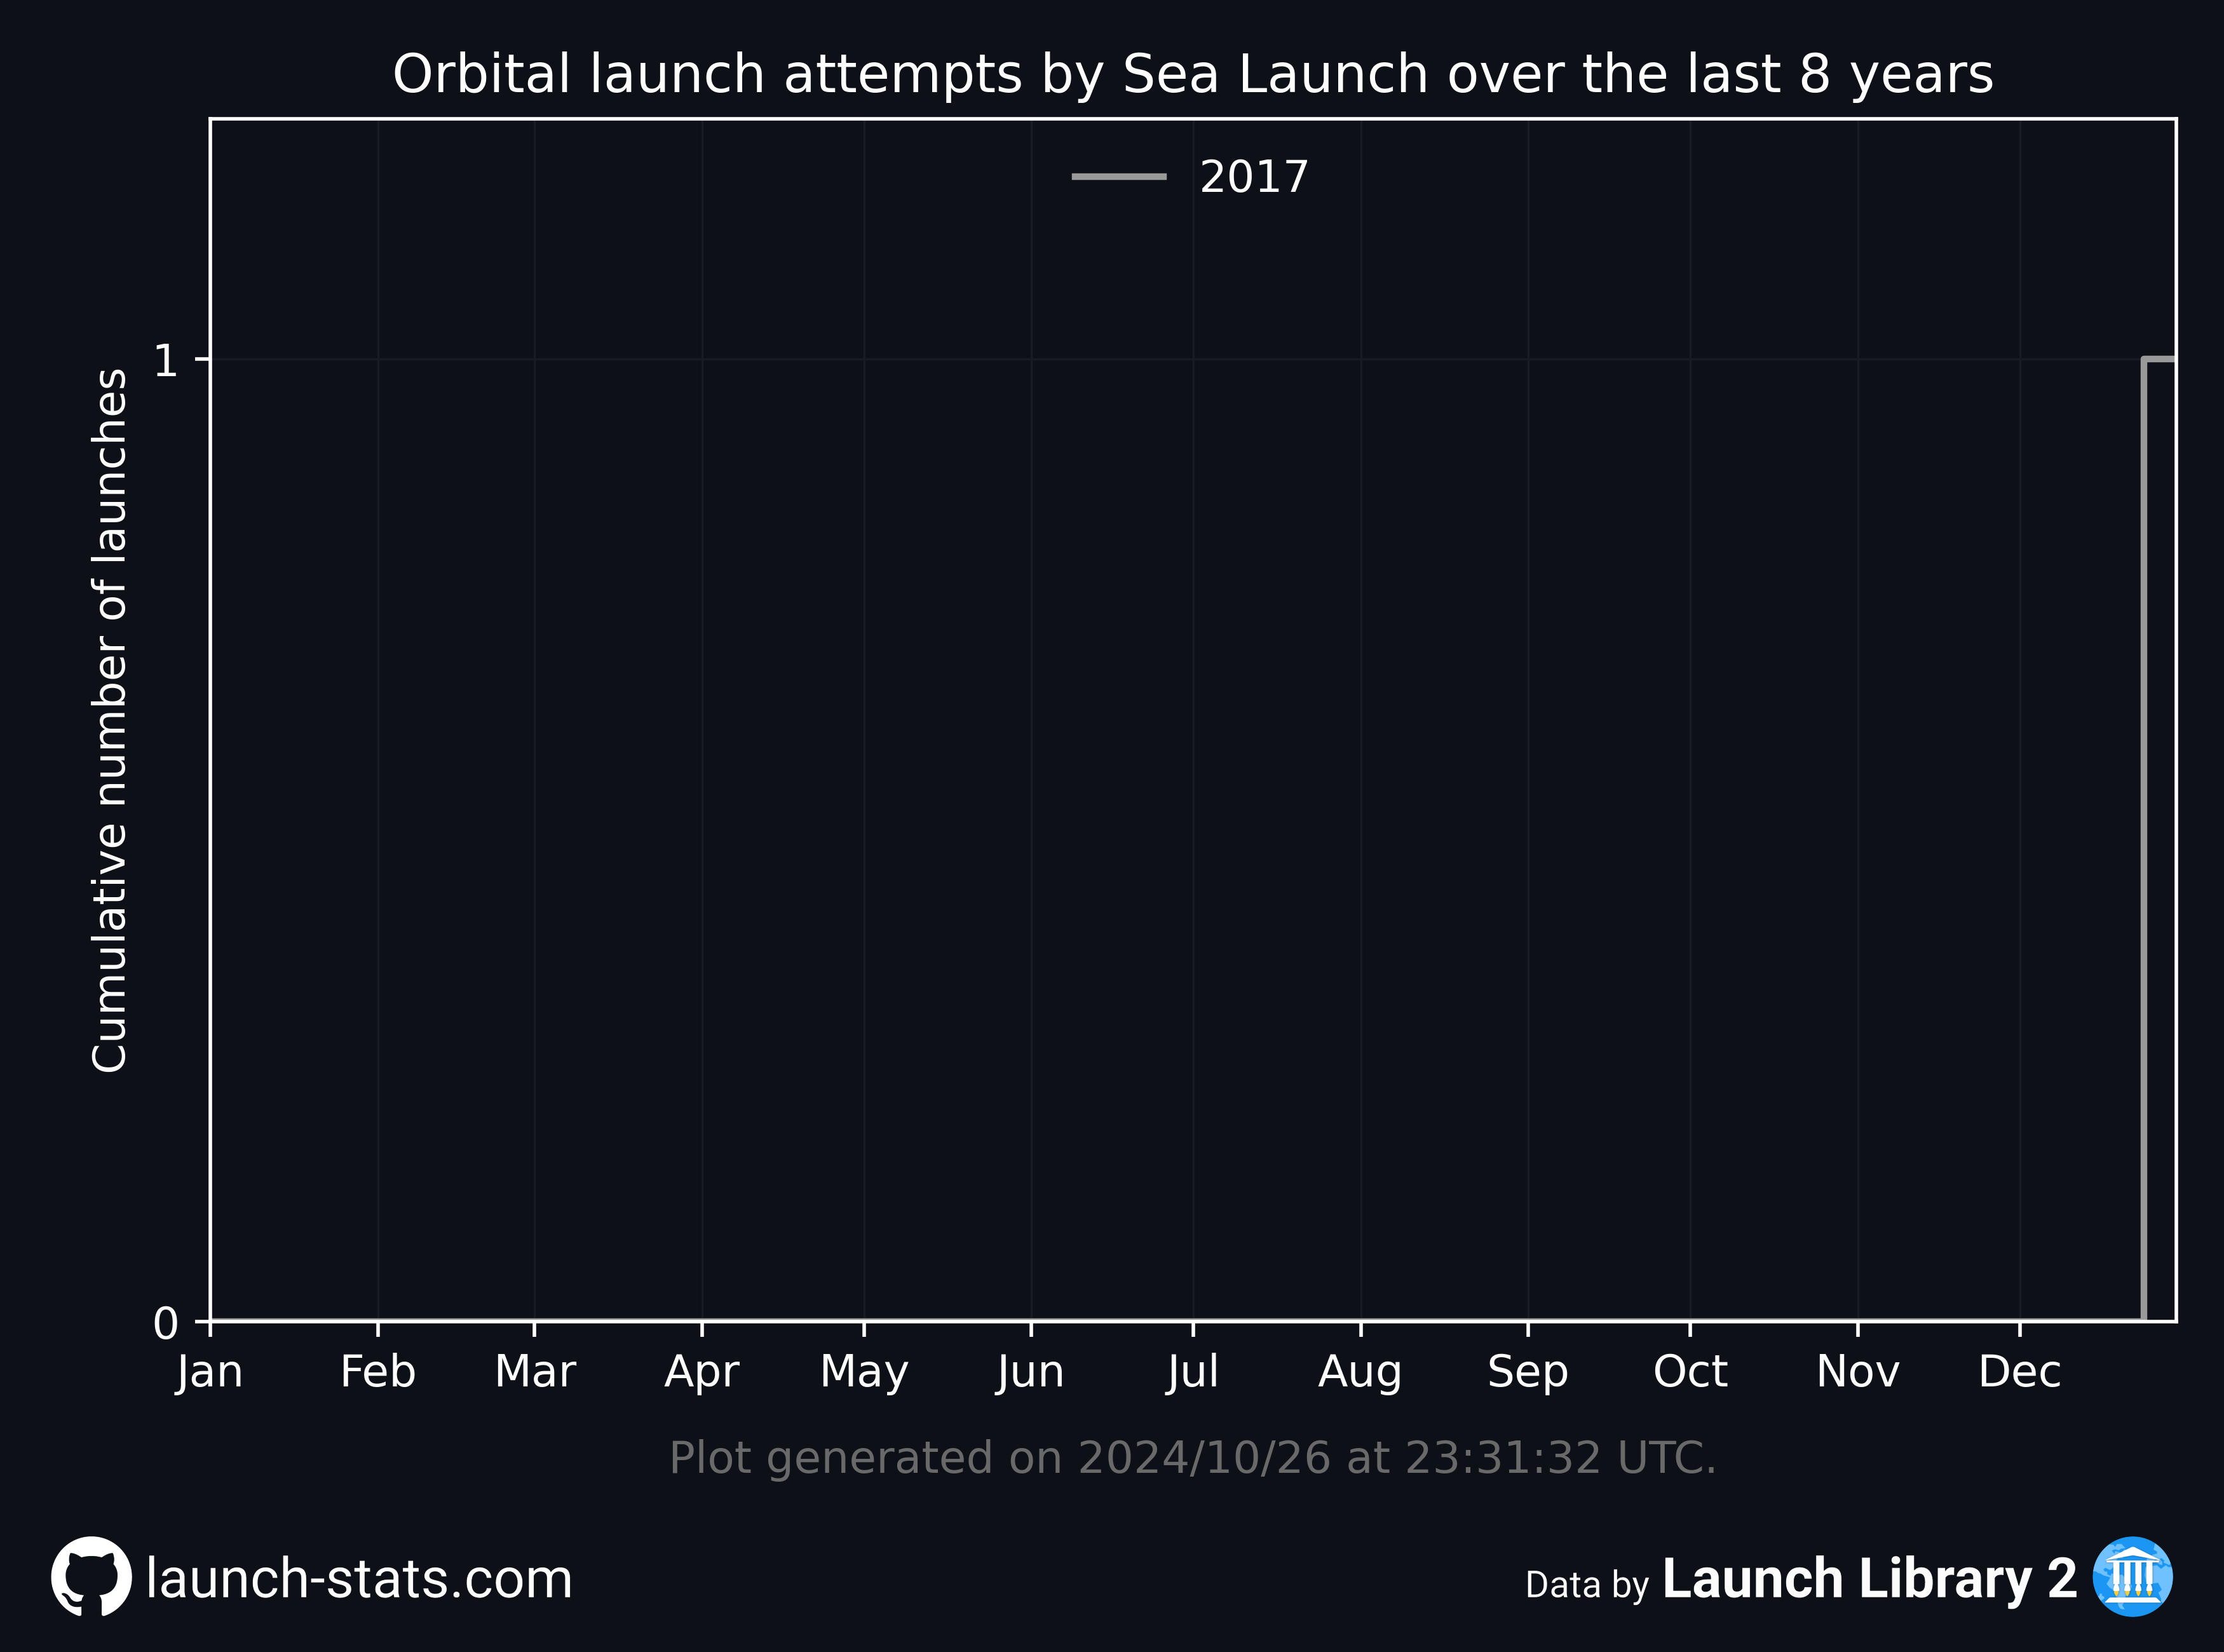 Orbital launch attempts by Sea Launch over the last 8 years
2017
Cumulative number of launches
1
0
Jan Feb Mar Apr May Jun Jul Aug Sep Oct Nov Dec
Plot generated on 2024/10/26 at 23:31:32 UTC.
launch-stats.com
Data by Launch Library 2